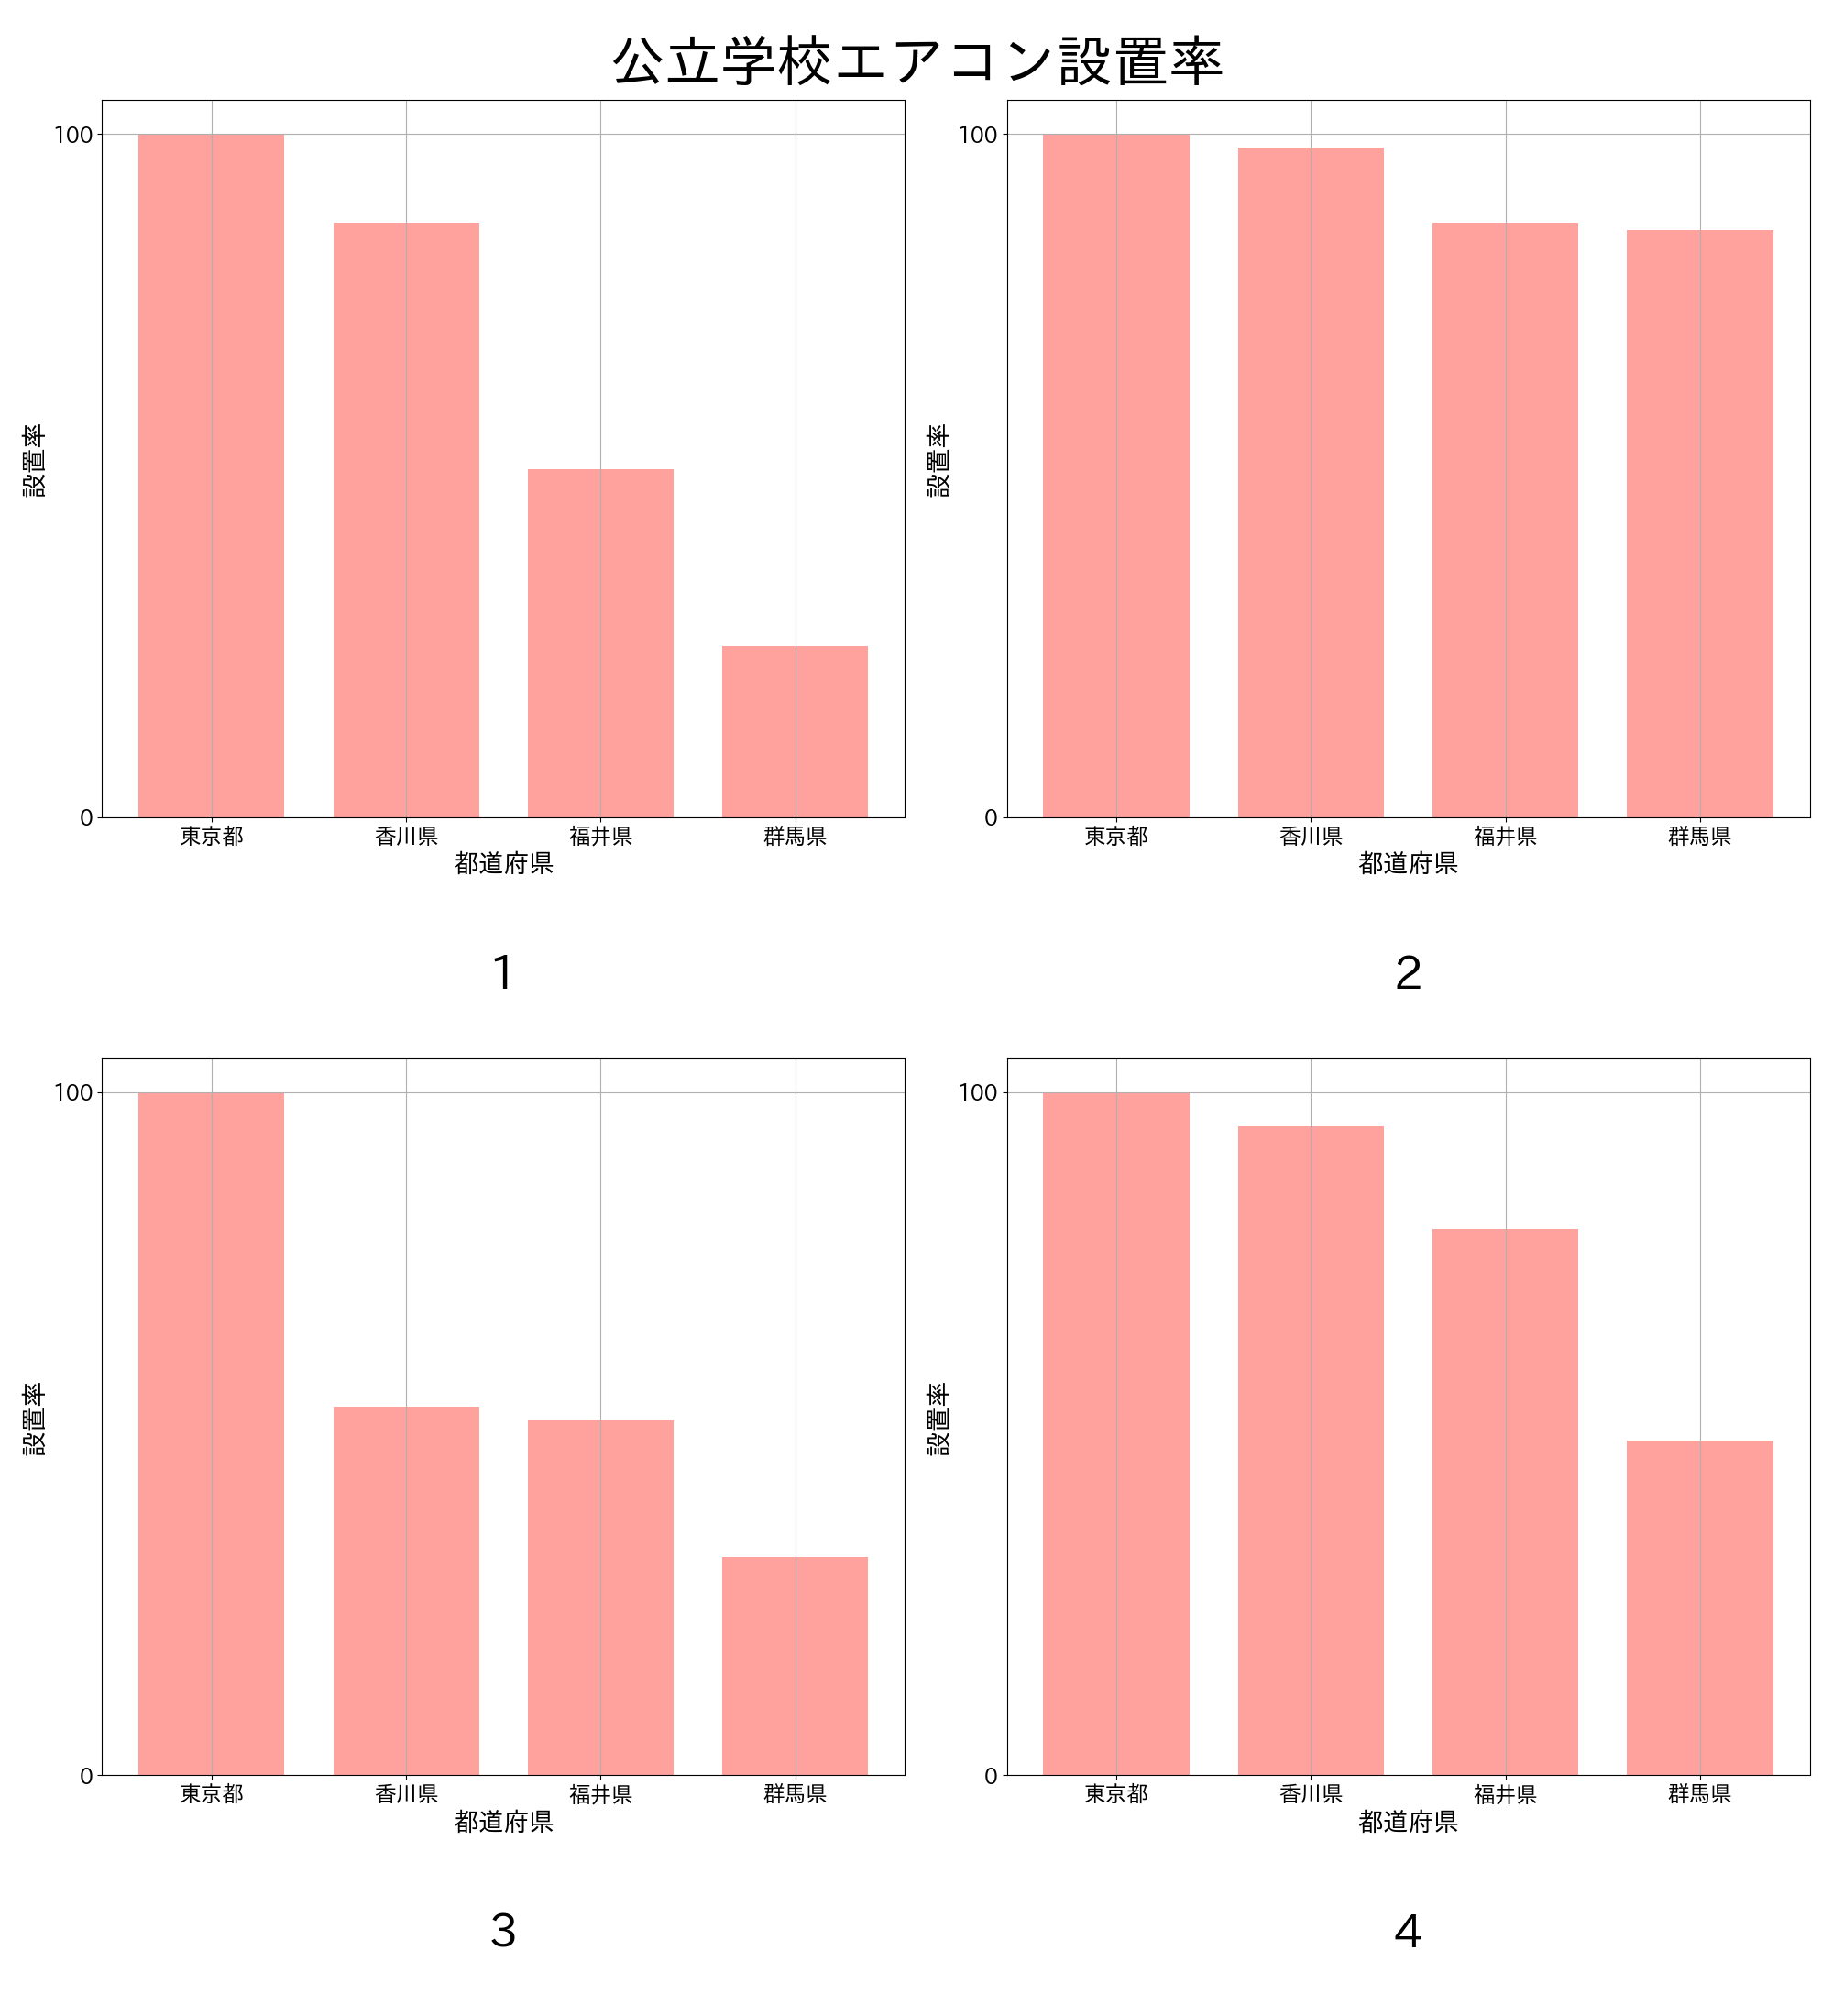 公立学校エアコン設置率
100
設置率
0
東京都 香川県 福井県 群馬県
都道府県
1
100
設置率
0
東京都 香川県 福井県 群馬県
都道府県
2
100
設置率
0
東京都 香川県 福井県 群馬県
都道府県
3
100
設置率
0
東京都 香川県 福井県 群馬県
都道府県
4